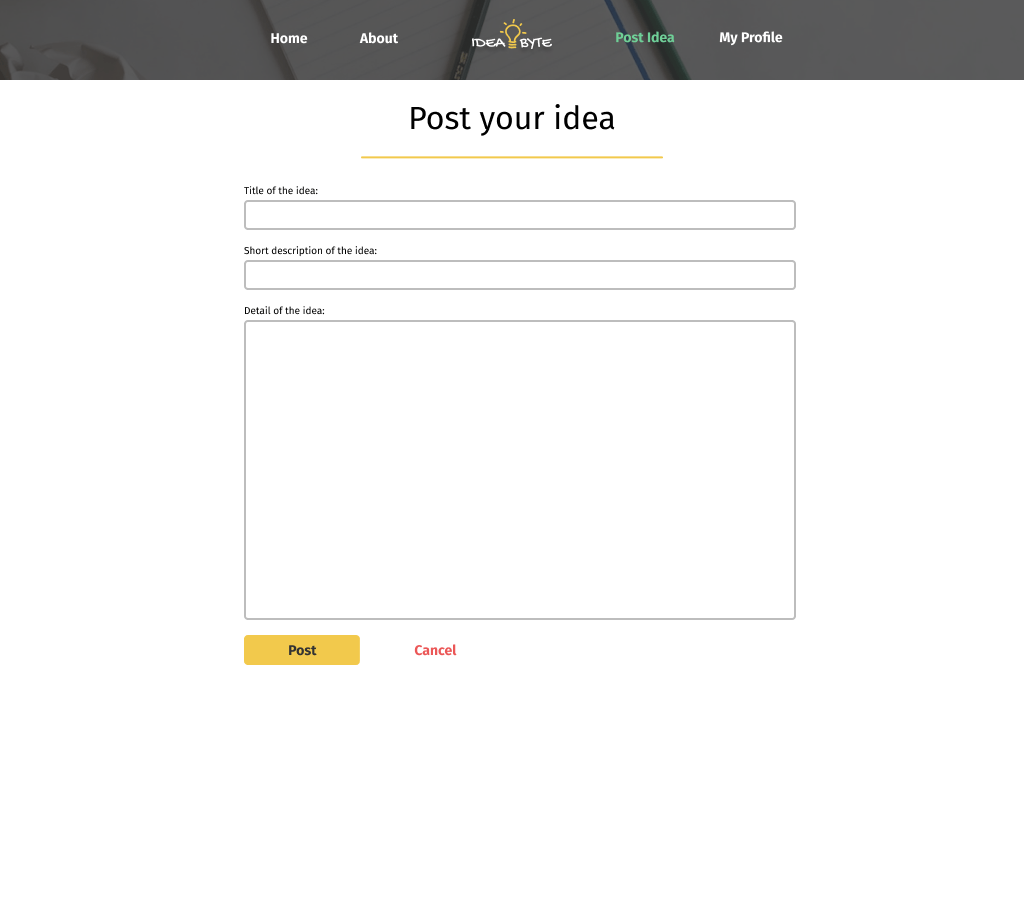 Home About IDEA BYTE Post Idea My Profile
Post your idea
Title of the idea:
Short description of the idea:
Detail of the idea:
Post Cancel